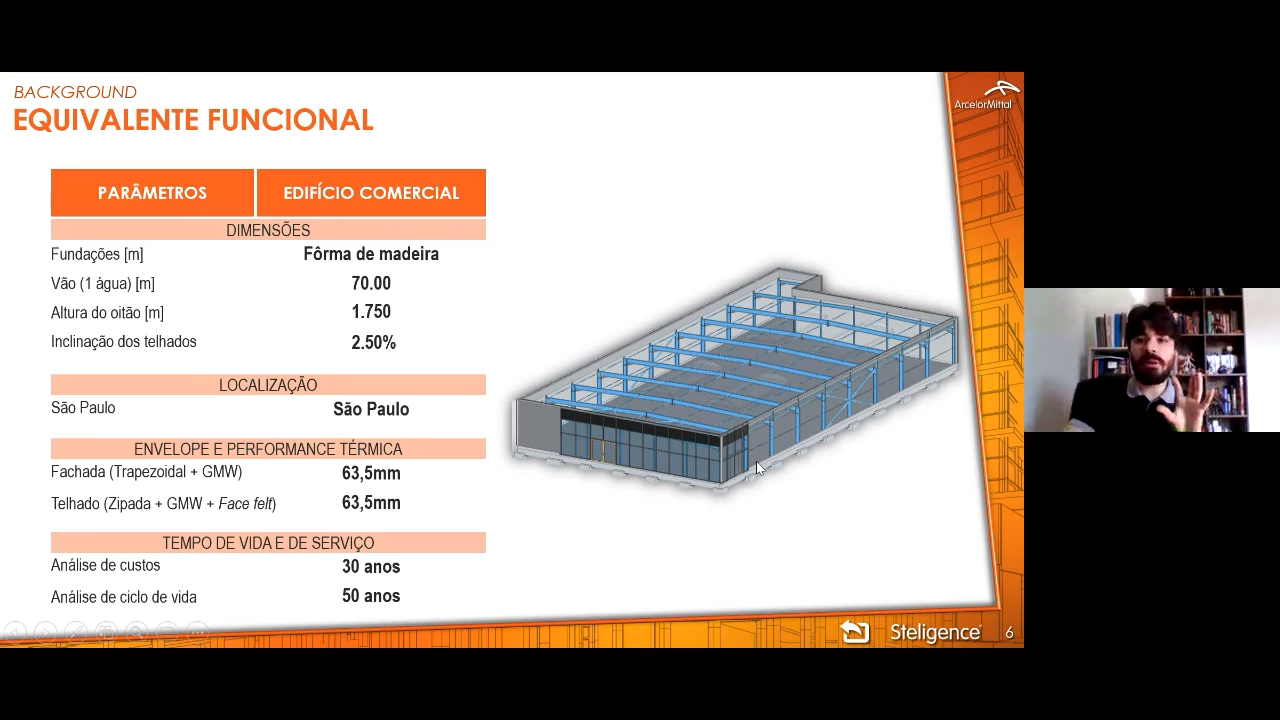 BACKGROUND
EQUIVALENTE FUNCIONAL
ArcelorMittal
PARÂMETROS EDIFÍCIO COMERCIAL
DIMENSÕES
Fundações [m] Fôrma de madeira
Vão (1 água) [m] 70.00
Altura do oitão [m] 1.750
Inclinação dos telhados 2.50%
LOCALIZAÇÃO
São Paulo São Paulo
ENVELOPE E PERFORMANCE TÉRMICA
Fachada (Trapezoidal + GMW) 63,5mm
Telhado (Zipada + GMW + Face felt) 63,5mm
TEMPO DE VIDA E DE SERVIÇO
Análise de custos 30 anos
Análise de ciclo de vida 50 anos
Steligence® 6